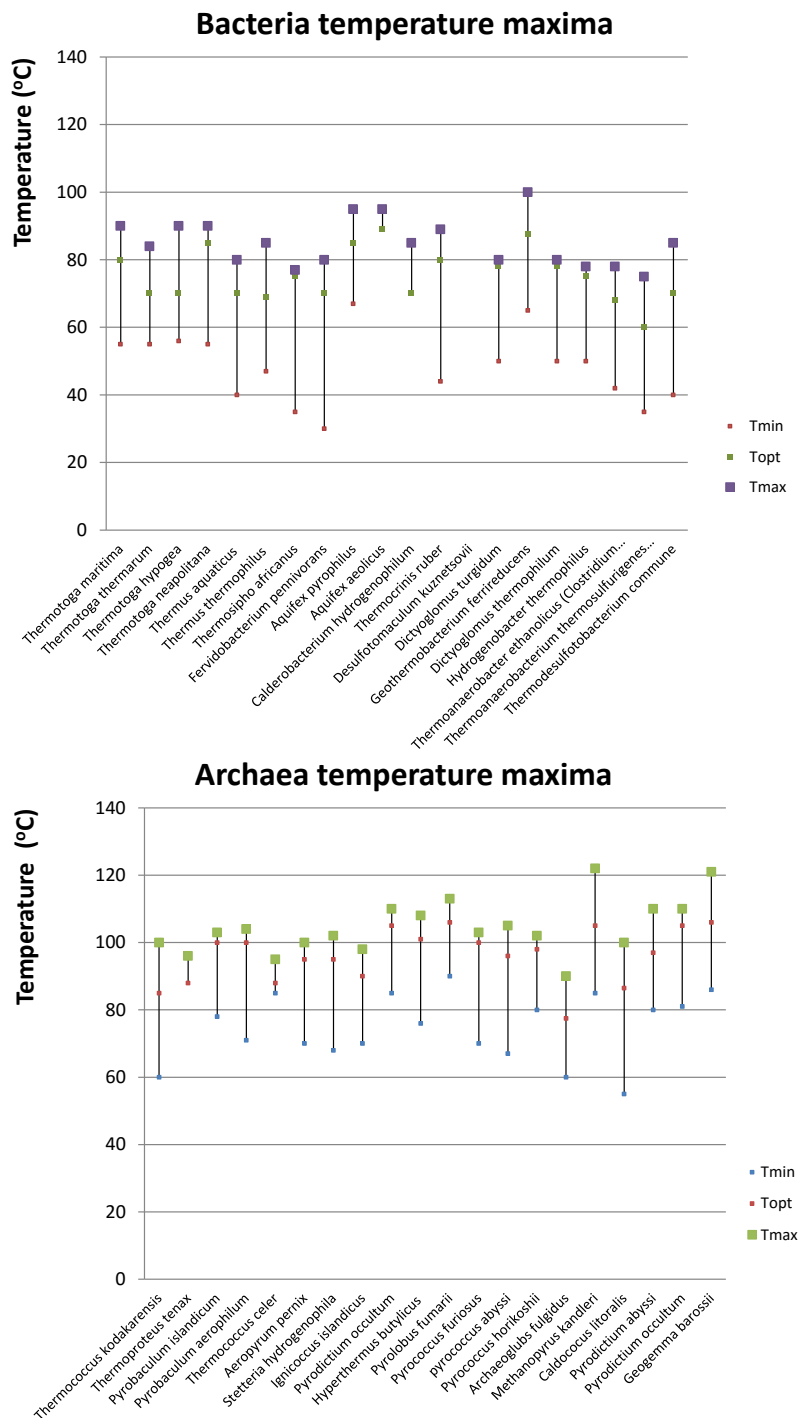 Bacteria temperature maxima
Temperature (ºC)
140
120
100
80
60
40
20
0
Tmin
Topt
Tmax
Thermotoga maritima
Thermotoga thermarum
Thermotoga hypogea
Thermotoga neapolitana
Thermus aquaticus
Thermus thermophilus
Thermosipho africanus
Fervidobacterium pennivorans
Aquifex pyrophilus
Aquifex aeolicus
Calderobacterium hydrogenophilum
Thermocrinis ruber
Desulfotomaculum kuznetsovii
Dictyoglomus turgidum
Geothermobacterium ferrireducens
Dictyoglomus thermophilum
Hydrogenobacter thermophilus
Thermoanaerobacter ethanolicus (Clostridium...
Thermoanaerobacterium thermosulfurigenes...
Thermodesulfotobacterium commune
Archaea temperature maxima
Temperature (ºC)
140
120
100
80
60
40
20
0
Tmin
Topt
Tmax
Thermococcus kodakarensis
Thermoproteus tenax
Pyrobaculum islandicum
Pyrobaculum aerophilum
Thermococcus celer
Aeropyrum pernix
Stetteria hydrogenophila
Ignicoccus islandicus
Pyrodictium occultum
Hyperthermus butylicus
Pyrolobus fumarii
Pyrococcus furiosus
pyrococcus abyssi
Pyrococcus horikoshii
Archaeoglubs fulgidus
Methanopyrus kandleri
Caldococcus litoralis
Pyrodictium abyssi
Pyrodictium occultum
Geogemma barossii